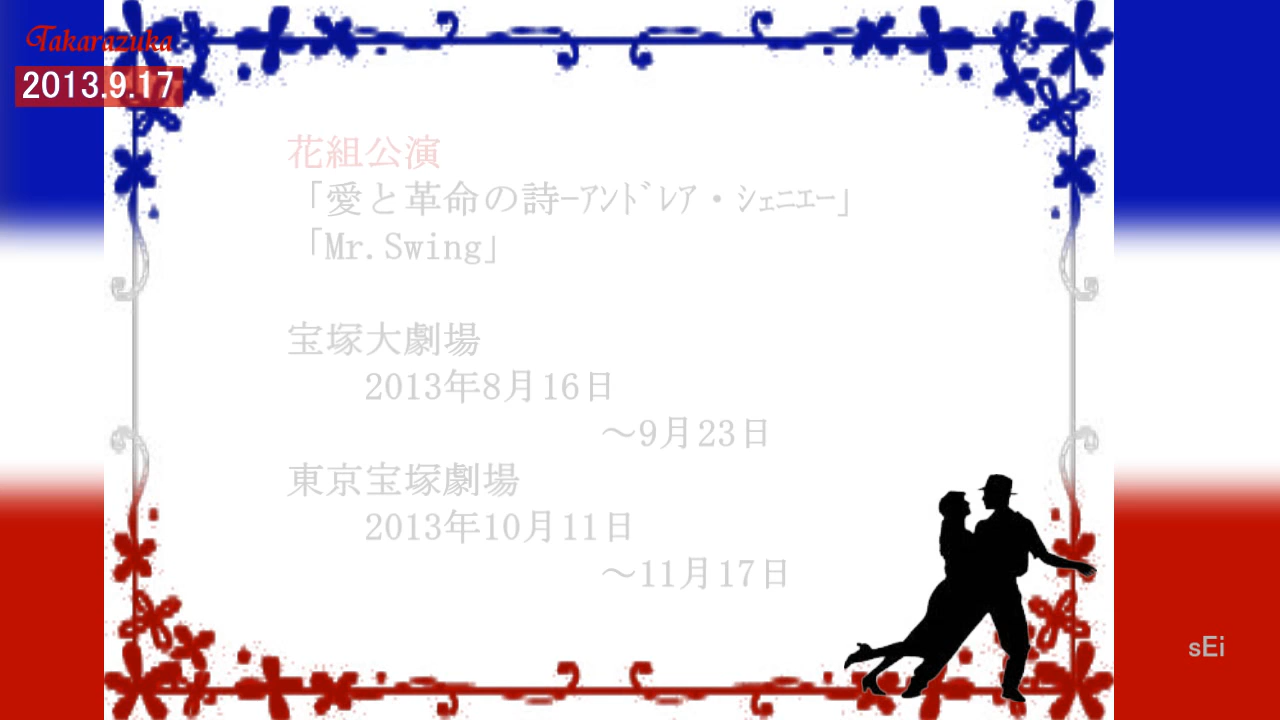 Takarazuka
2013.9.17
花組公演
「愛と革命の詩−ｱﾝﾄﾞﾚｱ・ｼｪﾆｴｰ」
「Mr.Swing」
宝塚大劇場
2013年8月16日
～9月23日
東京宝塚劇場
2013年10月11日
～11月17日
sEi